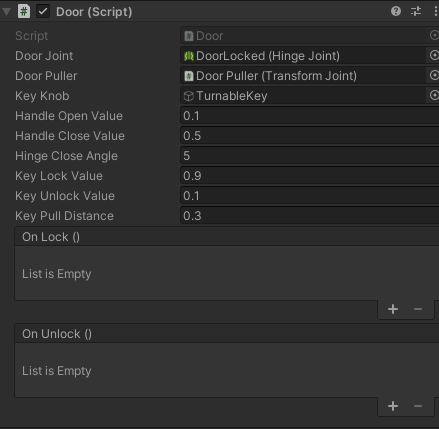 Door (Script)
Script Door
Door Joint DoorLocked (Hinge Joint)
Door Puller Door Puller (Transform Joint)
Key Knob TurnableKey
Handle Open Value 0.1
Handle Close Value 0.5
Hinge Close Angle 5
Key Lock Value 0.9
Key Unlock Value 0.1
Key Pull Distance 0.3
On Lock ()
List is Empty
+ −
On Unlock ()
List is Empty
+ −